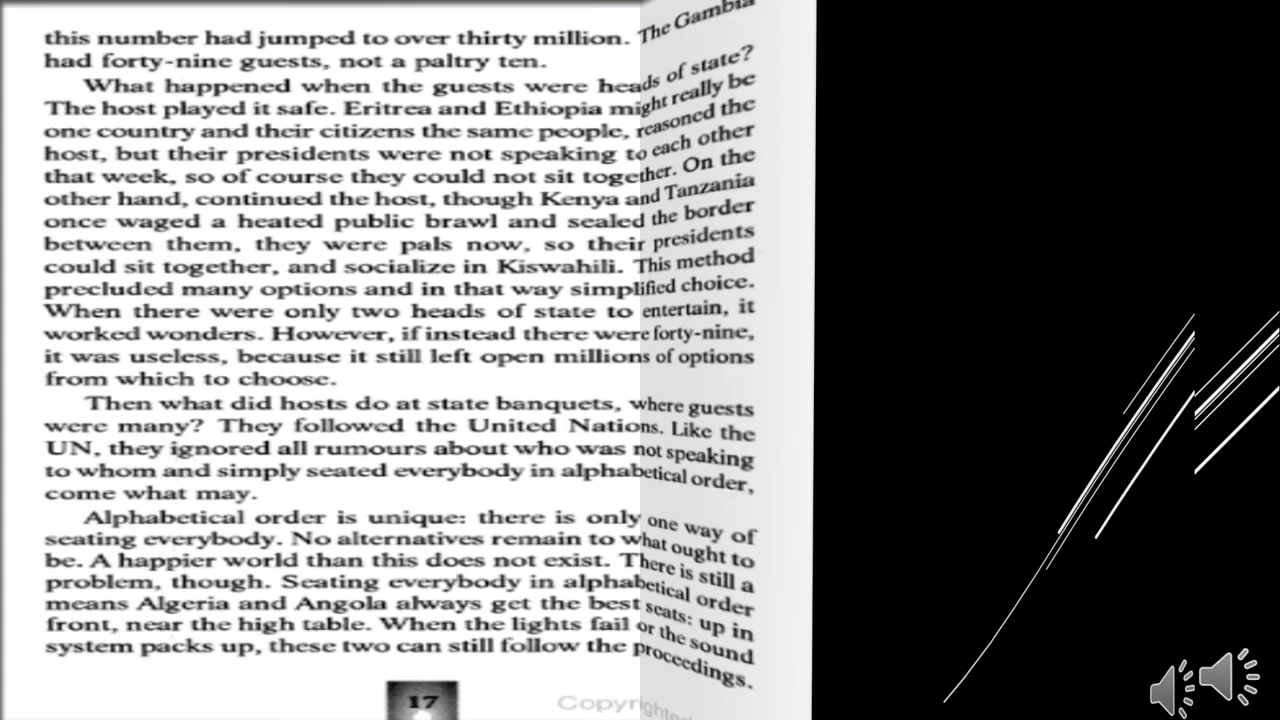 this number had jumped to over thirty million. The Gambia
had forty-nine guests, not a paltry ten.
What happened when the guests were heads of state?
The host played it safe. Eritrea and Ethiopia might really be
one country and their citizens the same people, reasoned the
host, but their presidents were not speaking to each other
that week, so of course they could not sit together. On the
other hand, continued the host, though Kenya and Tanzania
once waged a heated public brawl and sealed the border
between them, they were pals now, so their presidents
could sit together, and socialize in Kiswahili. This method
precluded many options and in that way simplified choice.
When there were only two heads of state to entertain, it
worked wonders. However, if instead there were forty-nine,
it was useless, because it still left open millions of options
from which to choose.
Then what did hosts do at state banquets, where guests
were many? They followed the United Nations. Like the
UN, they ignored all rumours about who was not speaking
to whom and simply seated everybody in alphabetical order,
come what may.
Alphabetical order is unique: there is only one way of
seating everybody. No alternatives remain to what ought to
be. A happier world than this does not exist. There is still a
problem, though. Seating everybody in alphabetical order
means Algeria and Angola always get the best seats: up in
front, near the high table. When the lights fail or the sound
system packs up, these two can still follow the proceedings.
17
Copyrighted